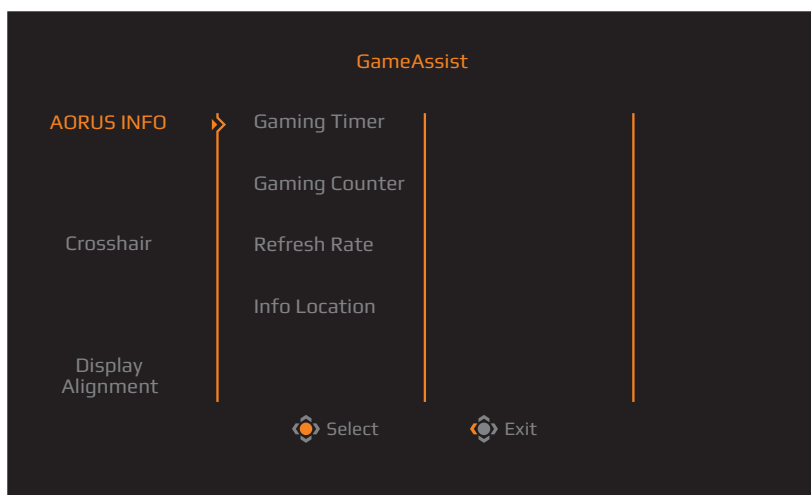 GameAssist
AORUS INFO
Gaming Timer
Gaming Counter
Crosshair
Refresh Rate
Info Location
Display
Alignment
Select
Exit